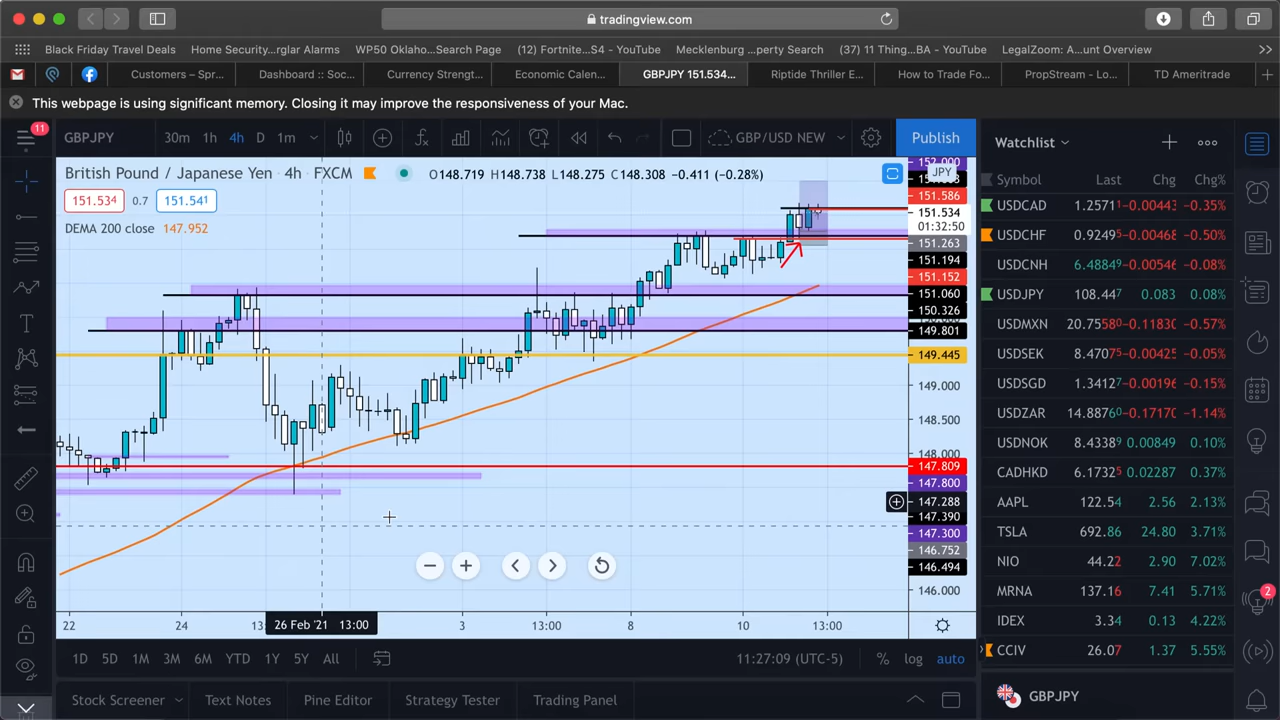 tradingview.com
Black Friday Travel Deals
Home Security...rglar Alarms
WP50 Oklaho...Search Page
(12) Fortnite...S4 - YouTube
Mecklenburg ...perty Search
(37) 11 Thing...BA - YouTube
LegalZoom: A...unt Overview
Customers – Spr...
Dashboard :: Soc...
Currency Strengt...
Economic Calen...
GBPJPY 151.534...
Riptide Thriller E...
How to Trade Fo...
PropStream - Lo...
TD Ameritrade
This webpage is using significant memory. Closing it may improve the responsiveness of your Mac.
11
GBPJPY
30m 1h 4h D 1m
GBP/USD NEW
Publish
Watchlist
British Pound / Japanese Yen · 4h · FXCM
O148.719 H148.738 L148.275 C148.308 −0.411 (−0.28%)
151.534 0.7 151.541
DEMA 200 close 147.952
152.000
JPY
151.586
151.534
01:32:50
151.263
151.194
151.152
151.060
150.326
149.801
149.445
149.000
148.500
148.000
147.809
147.800
147.288
147.390
147.300
146.752
146.494
146.000
22
24
13:
26 Feb '21 13:00
3
13:00
8
10
13:00
Symbol Last Chg Chg%
USDCAD 1.25711 −0.00443 −0.35%
USDCHF 0.92495 −0.00468 −0.50%
USDCNH 6.48849 −0.00546 −0.08%
USDJPY 108.447 0.083 0.08%
USDMXN 20.75580 −0.11830 −0.57%
USDSEK 8.47075 −0.00425 −0.05%
USDSGD 1.34127 −0.00196 −0.15%
USDZAR 14.88760 −0.17170 −1.14%
USDNOK 8.43389 0.00849 0.10%
CADHKD 6.17325 0.02287 0.37%
AAPL 122.54 2.56 2.13%
TSLA 692.86 24.80 3.71%
NIO 44.22 2.90 7.02%
MRNA 137.16 7.41 5.71%
IDEX 3.34 0.13 4.22%
CCIV 26.07 1.37 5.55%
2
1D 5D 1M 3M 6M YTD 1Y 5Y All
11:27:09 (UTC-5)
% log auto
Stock Screener
Text Notes
Pine Editor
Strategy Tester
Trading Panel
GBPJPY